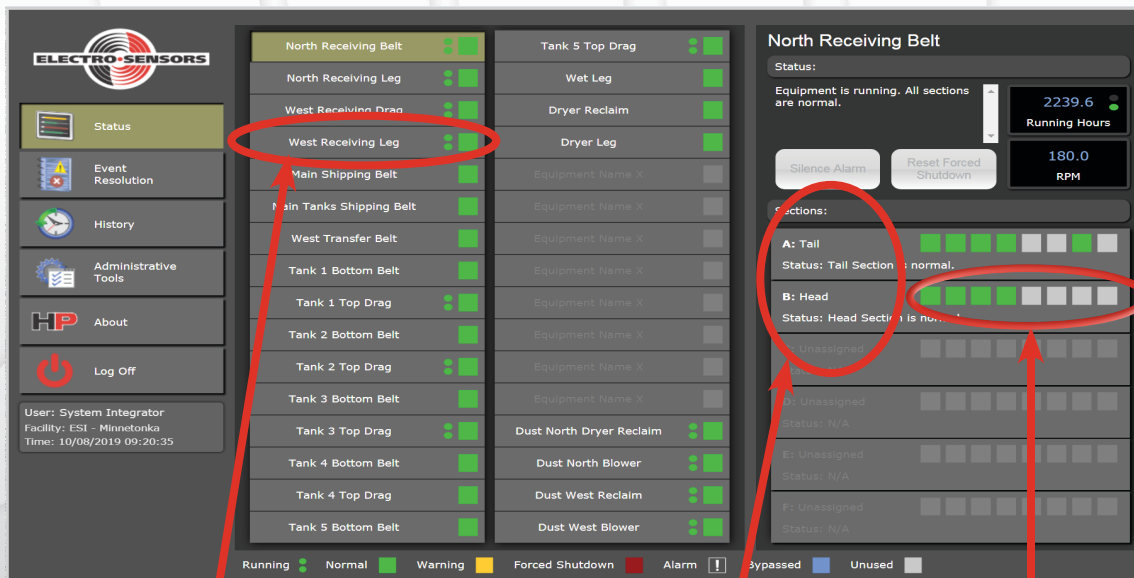 ELECTRO-SENSORS
Status
Event
Resolution
History
Administrative
Tools
HP
About
Log Off
User: System Integrator
Facility: ESI - Minnetonka
Time: 10/08/2019 09:20:35
North Receiving Belt
North Receiving Leg
West Receiving Drag
West Receiving Leg
Main Shipping Belt
Main Tanks Shipping Belt
West Transfer Belt
Tank 1 Bottom Belt
Tank 1 Top Drag
Tank 2 Bottom Belt
Tank 2 Top Drag
Tank 3 Bottom Belt
Tank 3 Top Drag
Tank 4 Bottom Belt
Tank 4 Top Drag
Tank 5 Bottom Belt
Tank 5 Top Drag
Wet Leg
Dryer Reclaim
Dryer Leg
Equipment Name X
Equipment Name X
Equipment Name X
Equipment Name X
Equipment Name X
Equipment Name X
Equipment Name X
Equipment Name X
Dust North Dryer Reclaim
Dust North Blower
Dust West Reclaim
Dust West Blower
North Receiving Belt
Status:
Equipment is running. All sections
are normal.
2239.6
Running Hours
180.0
RPM
Silence Alarm
Reset Forced
Shutdown
Sections:
A: Tail
Status: Tail Section is normal.
B: Head
Status: Head Section is normal.
C: Unassigned
Status: N/A
D: Unassigned
Status: N/A
E: Unassigned
Status: N/A
F: Unassigned
Status: N/A
Running Normal Warning Forced Shutdown Alarm ! Bypassed Unused